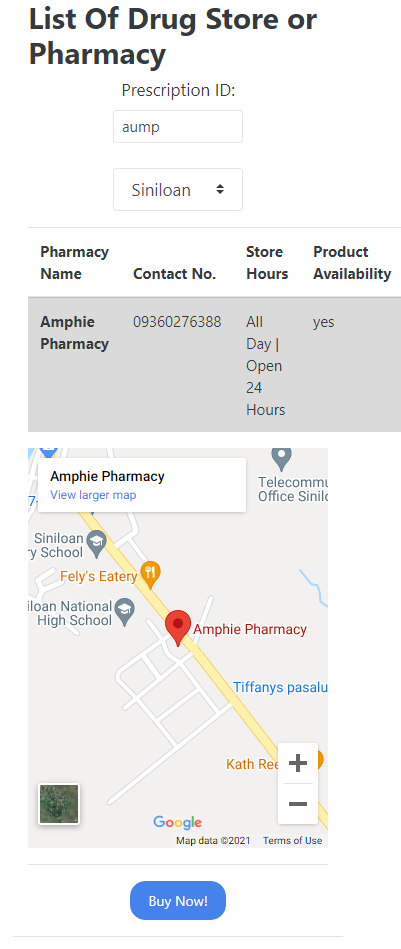 List Of Drug Store or
Pharmacy
Prescription ID:
aump
Siniloan
Pharmacy Name
Contact No.
Store Hours
Product Availability
Amphie Pharmacy
09360276388
All Day | Open 24 Hours
yes
Amphie Pharmacy
View larger map
Telecommu
Office Sinilo
7-
Siniloan
ry School
Fely's Eatery
iloan National
High School
Amphie Pharmacy
Tiffanys pasalu
Kath Ree
Google
Map data ©2021 Terms of Use
Buy Now!